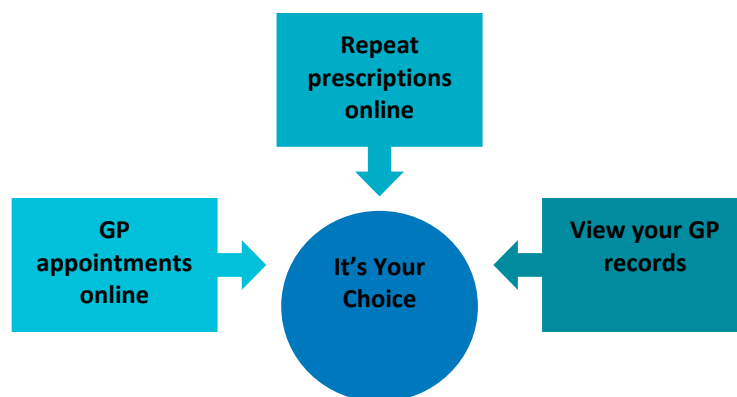 Repeat
prescriptions
online
GP
appointments
online
It’s Your
Choice
View your GP
records